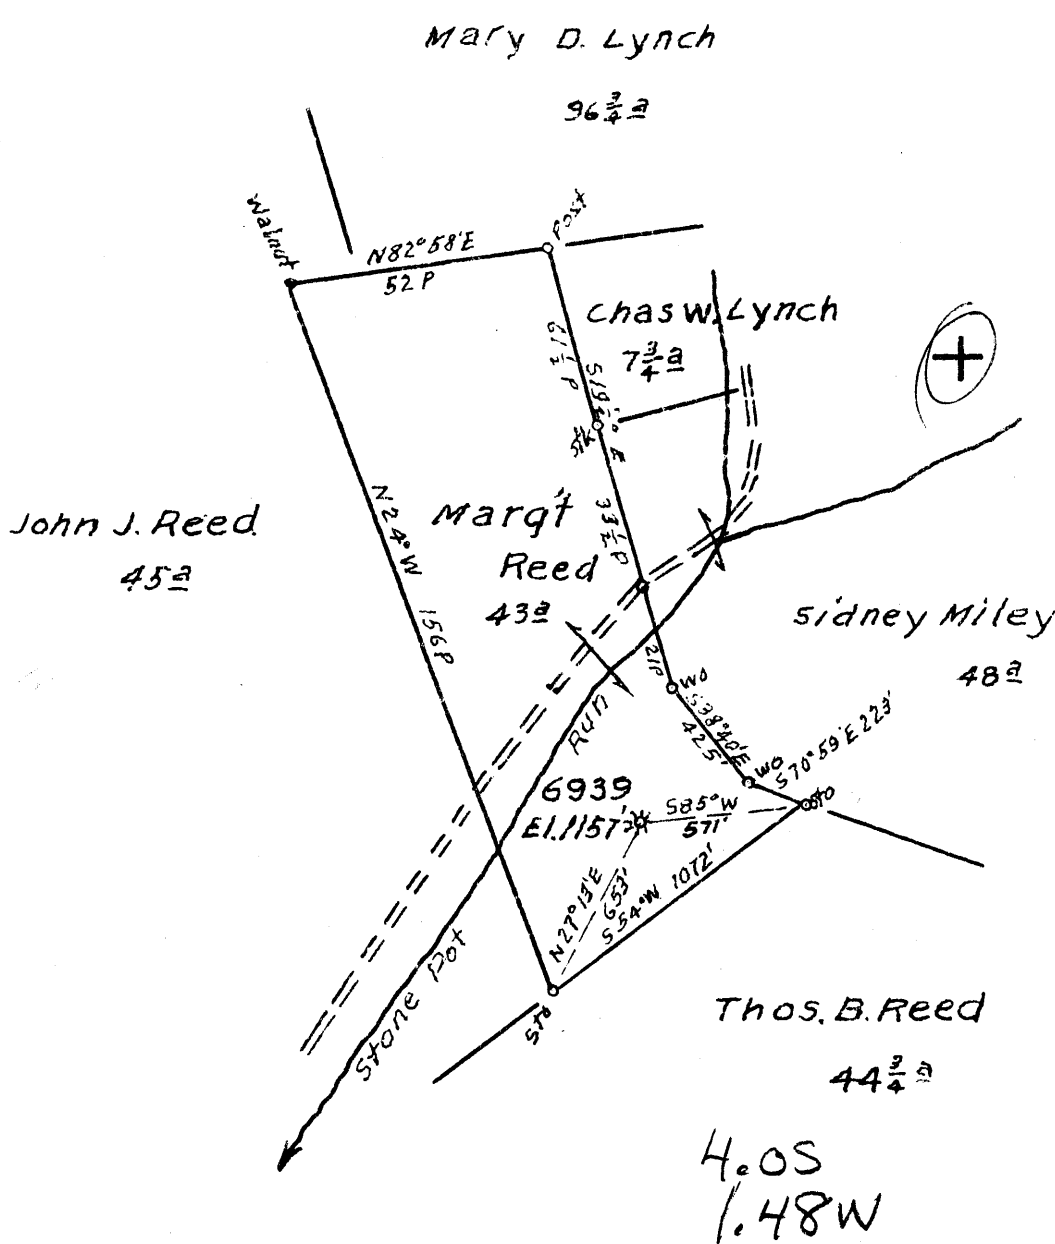 Mary D. Lynch
96 3/4 a
Walnut
Post
N82°58'E
52 P
Chas W. Lynch
7 3/4 a
61 1/2 P
S19 1/2° E
Stk
33 1/2 P
N24°W 156P
John J. Reed
45 a
Marg't
Reed
43 a
Sidney Miley
48 a
21P
WO
S38°40'E
425'
WO
S70°59'E 223'
Sto
Run
6939
El. 1157'
S85°W
571'
N27°13'E
653'
S54°W 1072'
Stone Pot
Sto
Thos. B. Reed
44 3/4 a
4.0S
1.48W